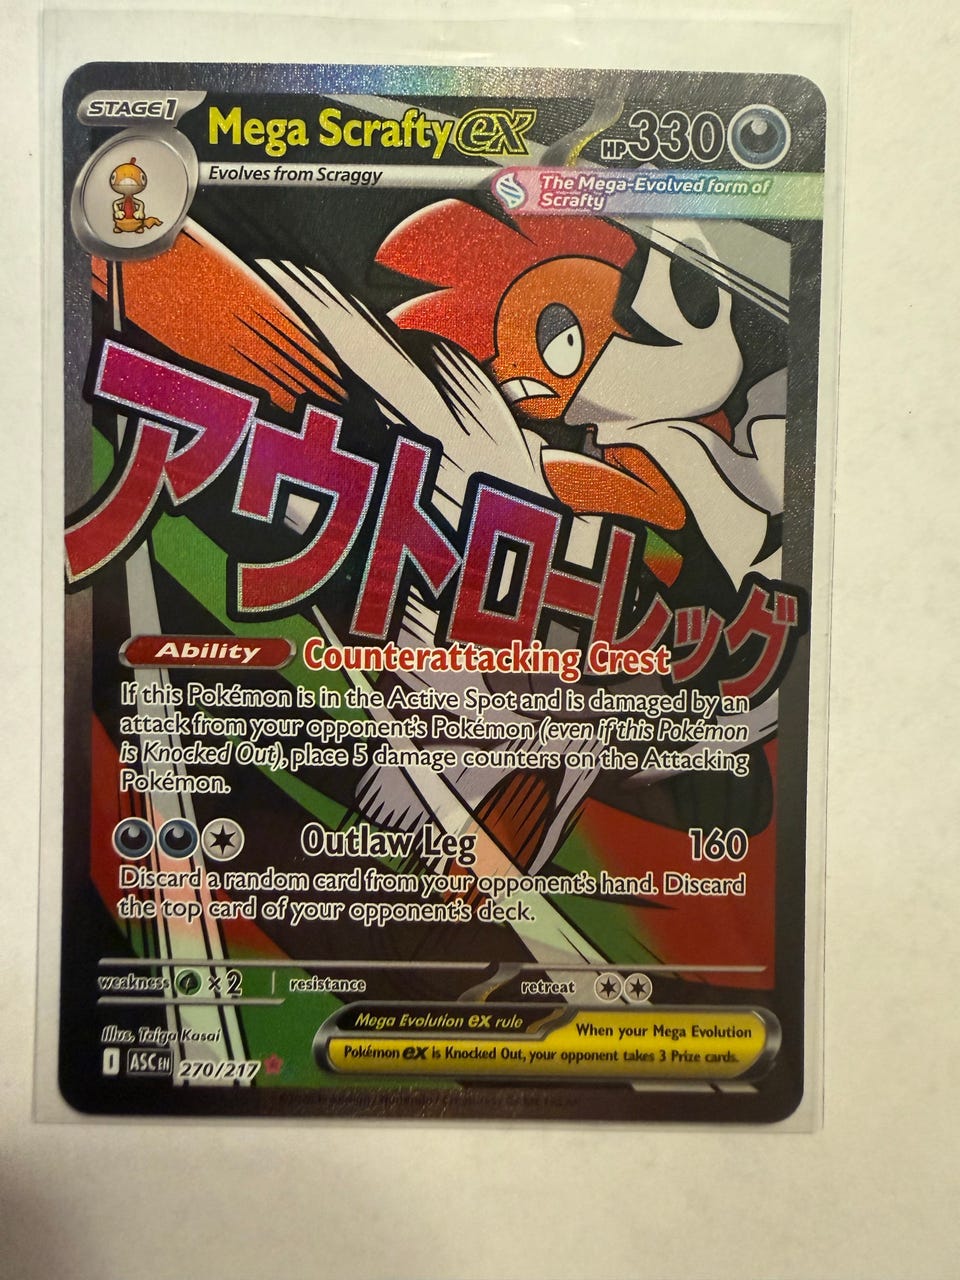 STAGE1
Mega Scrafty ex
HP330
Evolves from Scraggy
The Mega-Evolved form of
Scrafty
アウトローレッグ
Ability
Counterattacking Crest
If this Pokémon is in the Active Spot and is damaged by an
attack from your opponent's Pokémon (even if this Pokémon
is Knocked Out), place 5 damage counters on the Attacking
Pokémon.
Outlaw Leg 160
Discard a random card from your opponent's hand. Discard
the top card of your opponent's deck.
weakness ×2 resistance retreat
Illus. Taiga Kasai
Mega Evolution ex rule
When your Mega Evolution
Pokémon ex is Knocked Out, your opponent takes 3 Prize cards.
I ASC EN 270/217